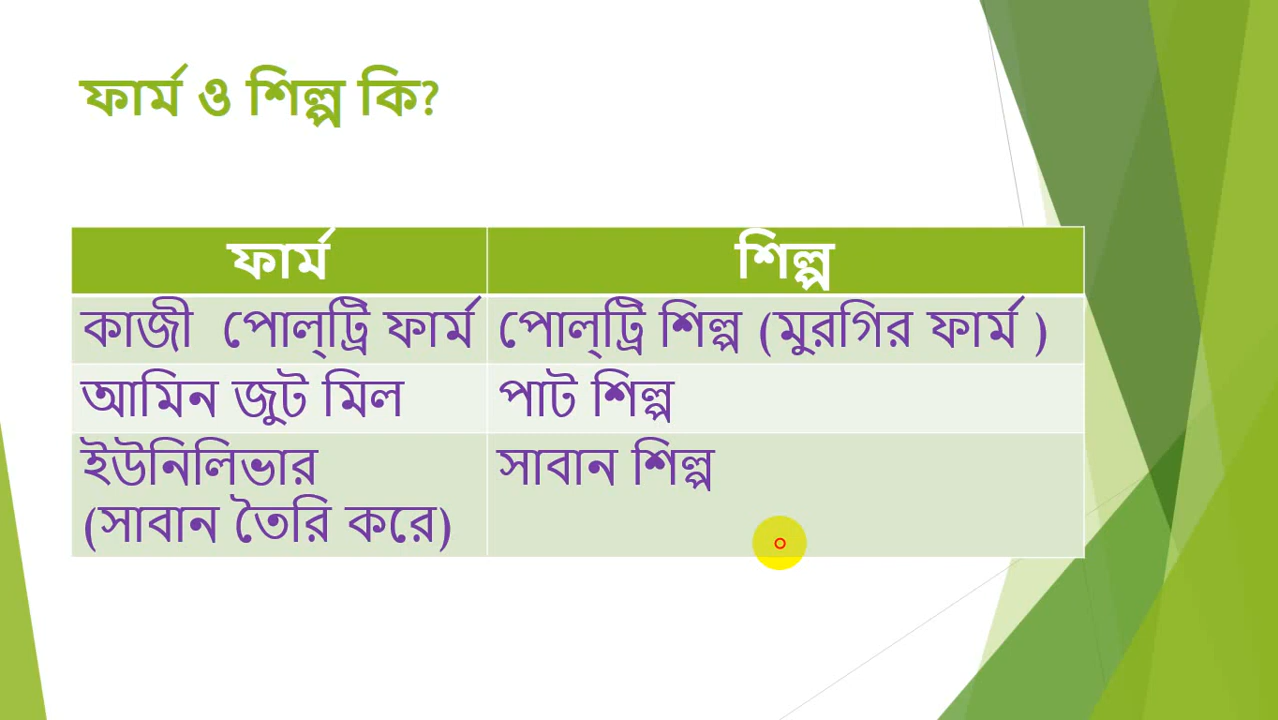 ফার্ম ও শিল্প কি?
ফার্ম শিল্প
কাজী পোল্ট্রি ফার্ম পোল্ট্রি শিল্প (মুরগির ফার্ম )
আমিন জুট মিল পাট শিল্প
ইউনিলিভার সাবান শিল্প
(সাবান তৈরি করে)